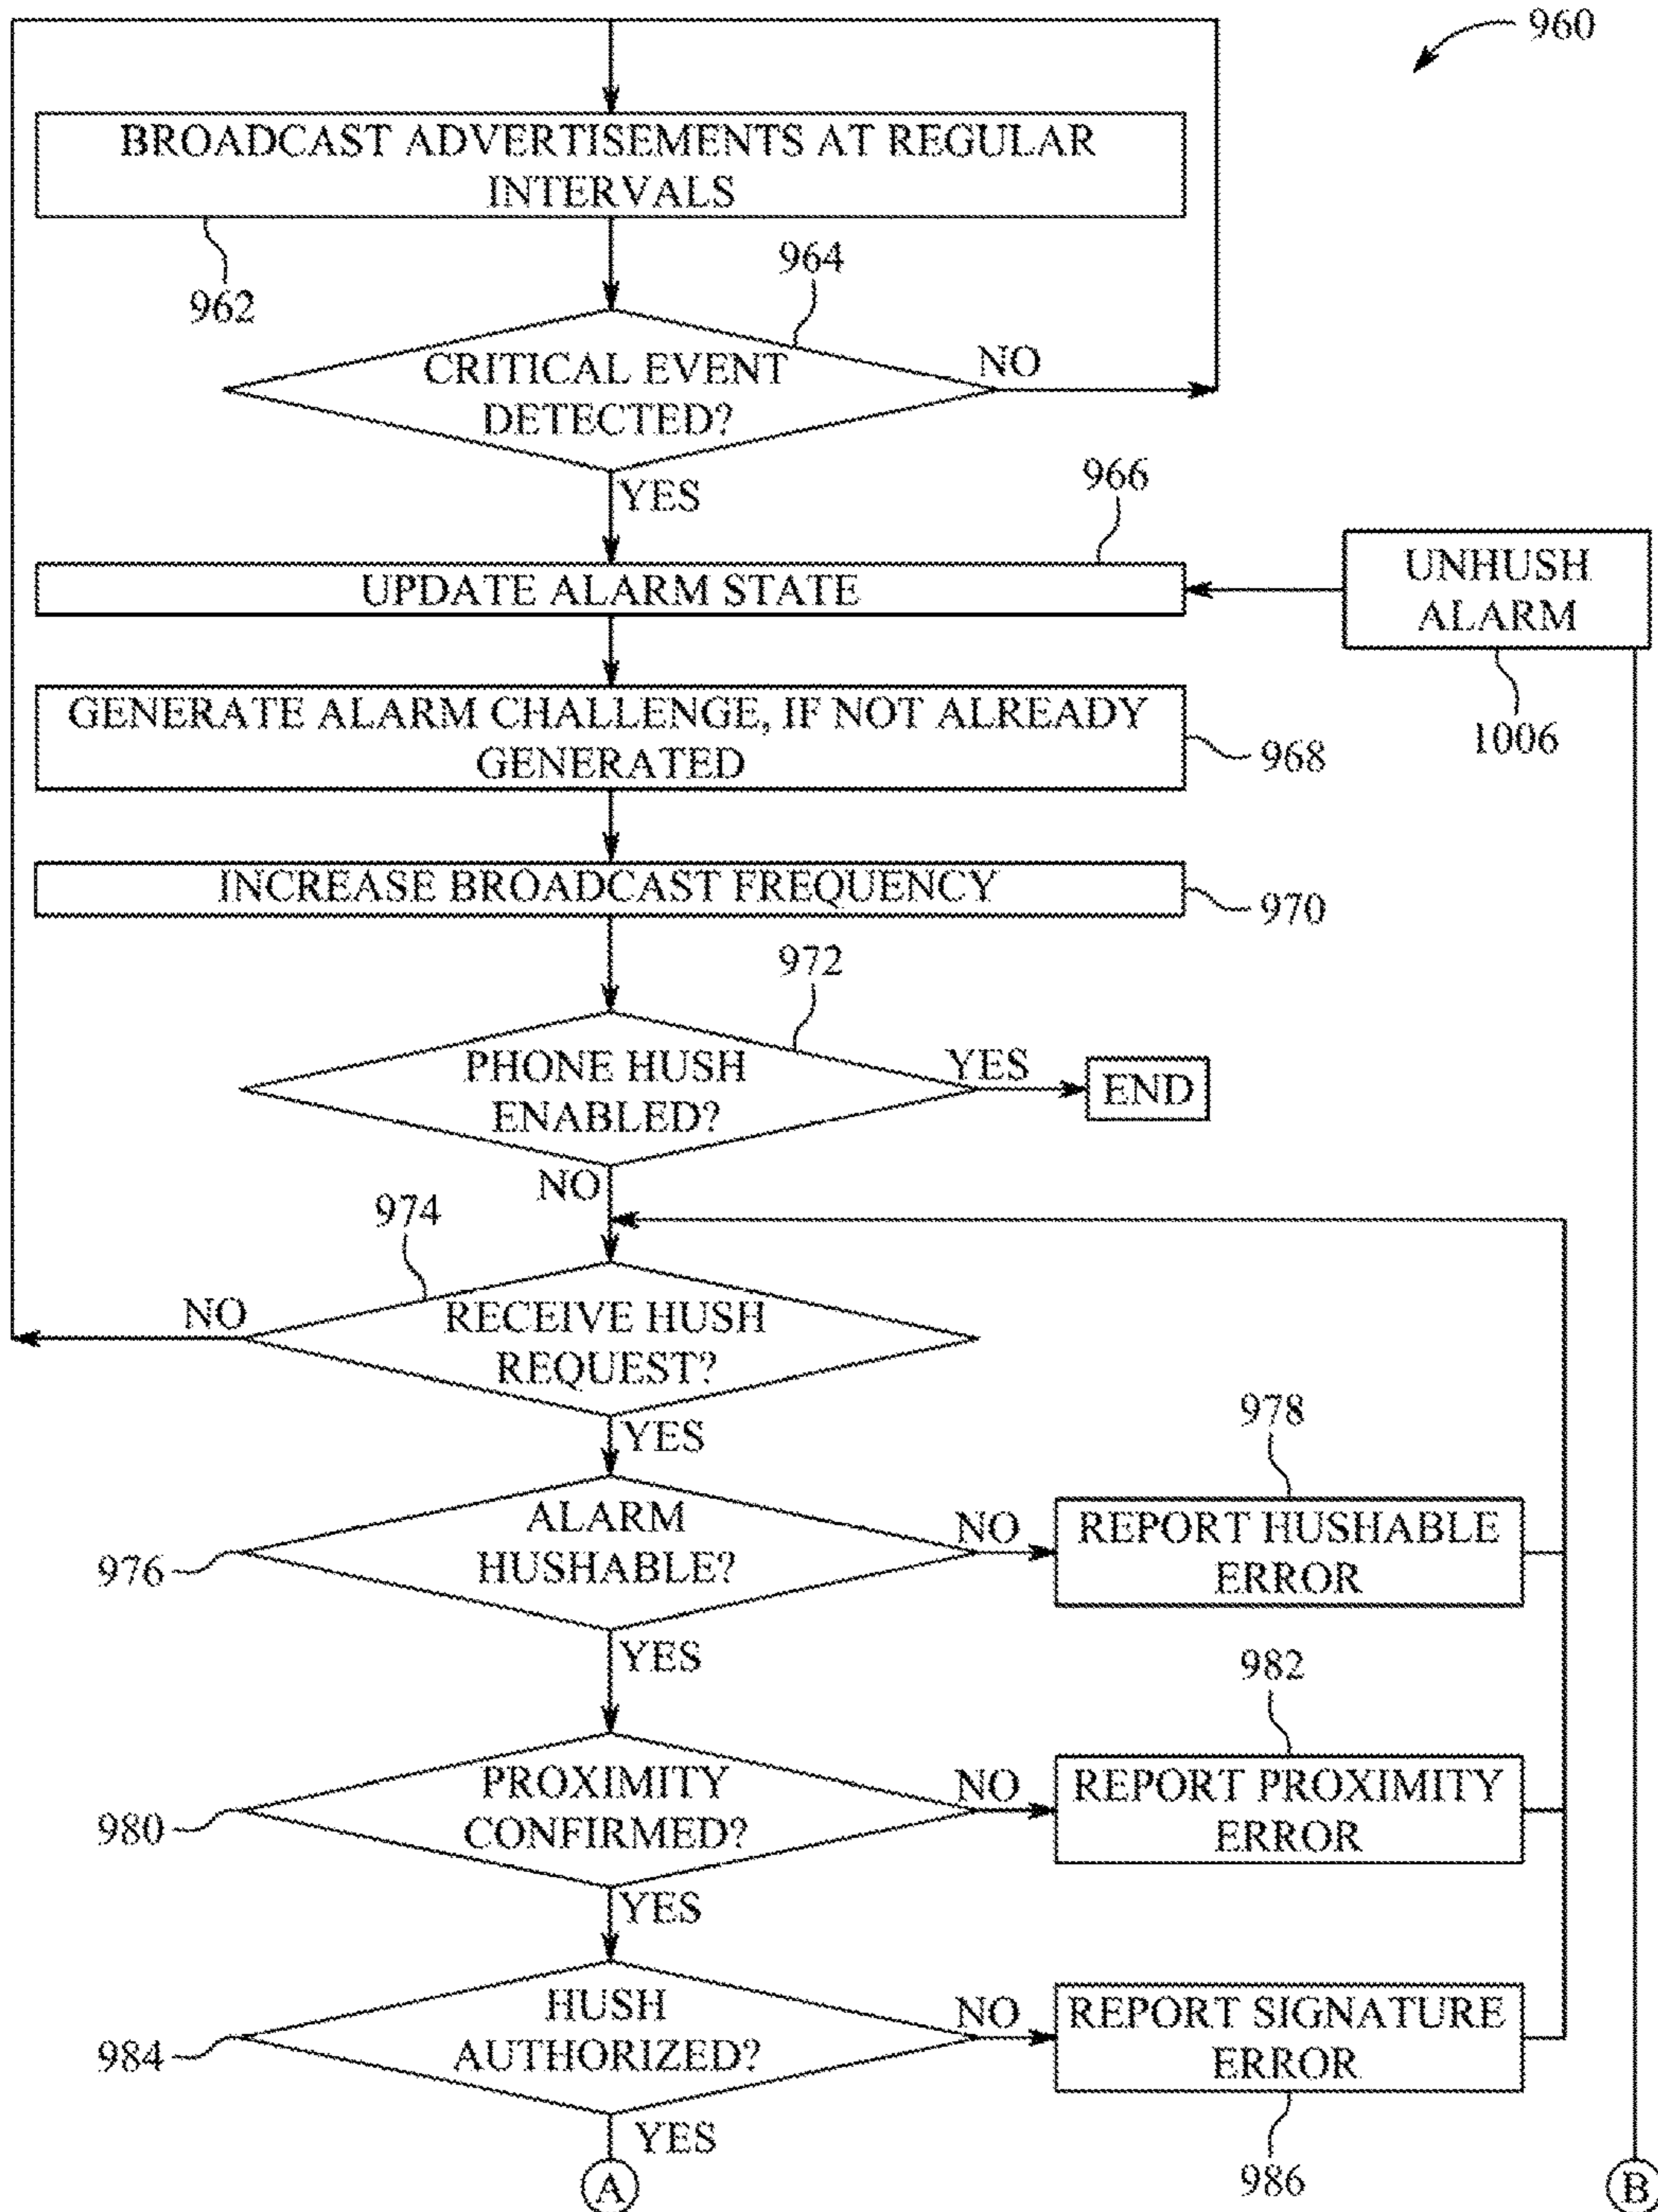 960
BROADCAST ADVERTISEMENTS AT REGULAR
INTERVALS
962
964
CRITICAL EVENT
DETECTED?
NO
YES
966
UPDATE ALARM STATE
UNHUSH
ALARM
1006
GENERATE ALARM CHALLENGE, IF NOT ALREADY
GENERATED
968
INCREASE BROADCAST FREQUENCY
970
972
PHONE HUSH
ENABLED?
YES
END
NO
974
NO
RECEIVE HUSH
REQUEST?
YES
976
ALARM
HUSHABLE?
NO
978
REPORT HUSHABLE
ERROR
YES
980
PROXIMITY
CONFIRMED?
NO
982
REPORT PROXIMITY
ERROR
YES
984
HUSH
AUTHORIZED?
NO
REPORT SIGNATURE
ERROR
986
YES
A
B